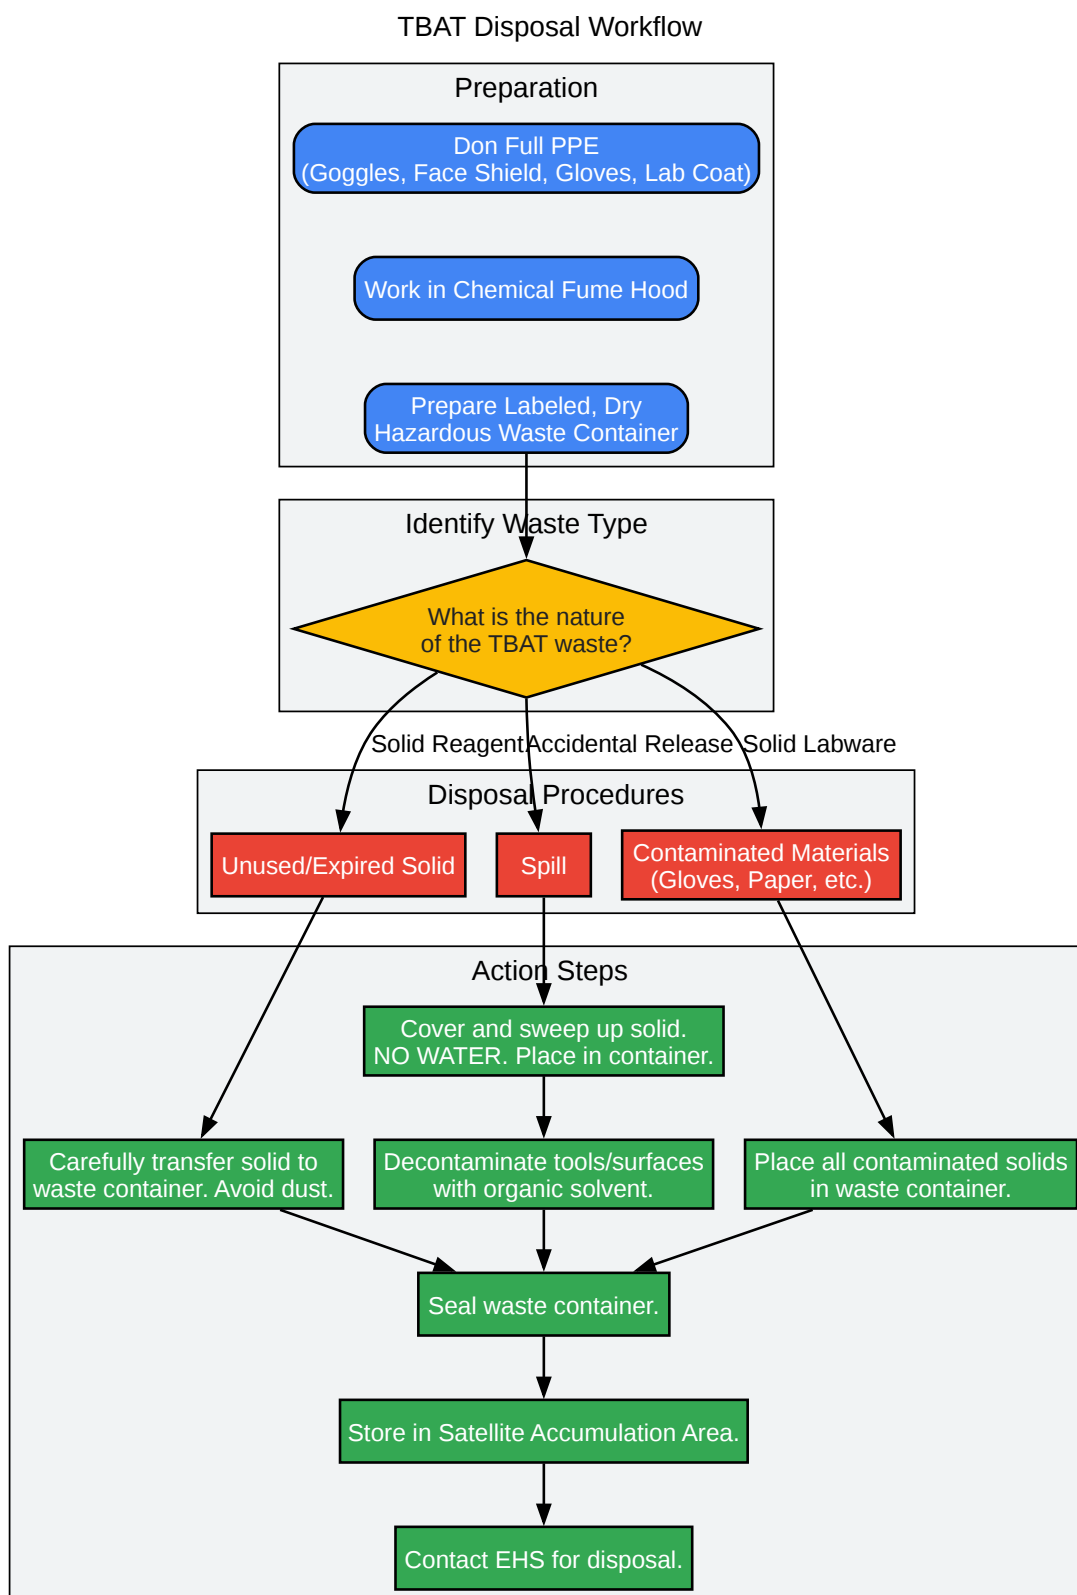 TBAT Disposal Workflow
Preparation
Don Full PPE
(Goggles, Face Shield, Gloves, Lab Coat)
Work in Chemical Fume Hood
Prepare Labeled, Dry
Hazardous Waste Container
Identify Waste Type
What is the nature
of the TBAT waste?
Solid Reagent
Accidental Release
Solid Labware
Disposal Procedures
Unused/Expired Solid
Spill
Contaminated Materials
(Gloves, Paper, etc.)
Action Steps
Cover and sweep up solid.
NO WATER. Place in container.
Carefully transfer solid to
waste container. Avoid dust.
Decontaminate tools/surfaces
with organic solvent.
Place all contaminated solids
in waste container.
Seal waste container.
Store in Satellite Accumulation Area.
Contact EHS for disposal.